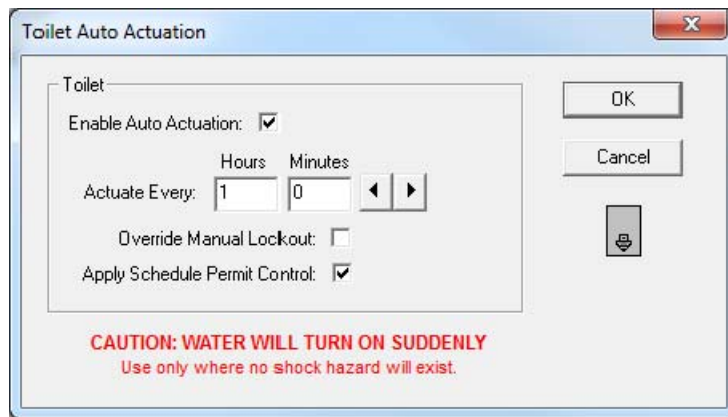 Toilet Auto Actuation
Toilet
Enable Auto Actuation:
Hours Minutes
Actuate Every: 1 0
Override Manual Lockout:
Apply Schedule Permit Control:
OK
Cancel
CAUTION: WATER WILL TURN ON SUDDENLY
Use only where no shock hazard will exist.